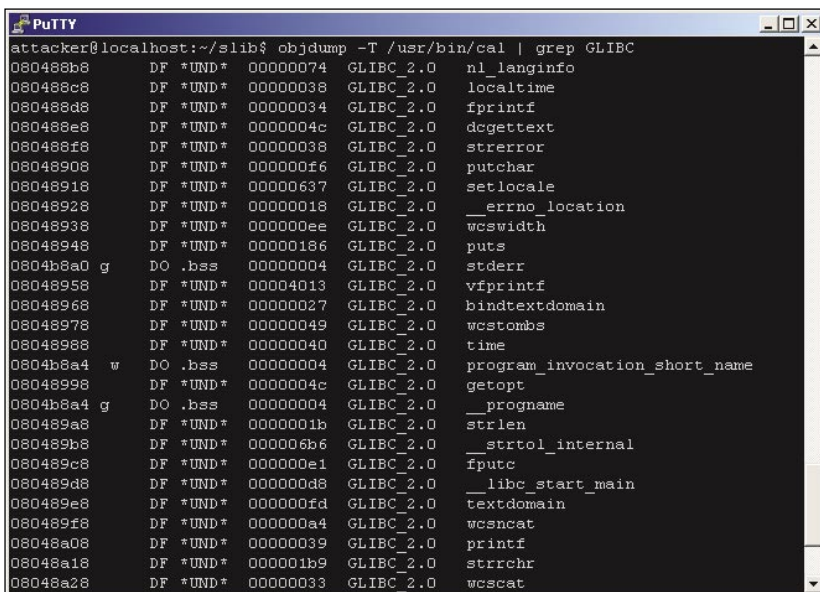 PuTTY
attacker@localhost:~/slib$ objdump -T /usr/bin/cal | grep GLIBC
080488b8      DF *UND*  00000074  GLIBC_2.0   nl_langinfo
080488c8      DF *UND*  00000038  GLIBC_2.0   localtime
080488d8      DF *UND*  00000034  GLIBC_2.0   fprintf
080488e8      DF *UND*  0000004c  GLIBC_2.0   dcgettext
080488f8      DF *UND*  00000038  GLIBC_2.0   strerror
08048908      DF *UND*  000000f6  GLIBC_2.0   putchar
08048918      DF *UND*  00000637  GLIBC_2.0   setlocale
08048928      DF *UND*  00000018  GLIBC_2.0   __errno_location
08048938      DF *UND*  000000ee  GLIBC_2.0   wcswidth
08048948      DF *UND*  00000186  GLIBC_2.0   puts
0804b8a0 g    DO .bss   00000004  GLIBC_2.0   stderr
08048958      DF *UND*  00004013  GLIBC_2.0   vfprintf
08048968      DF *UND*  00000027  GLIBC_2.0   bindtextdomain
08048978      DF *UND*  00000049  GLIBC_2.0   wcstombs
08048988      DF *UND*  00000040  GLIBC_2.0   time
0804b8a4  w   DO .bss   00000004  GLIBC_2.0   program_invocation_short_name
08048998      DF *UND*  0000004c  GLIBC_2.0   getopt
0804b8a4 g    DO .bss   00000004  GLIBC_2.0   __progname
080489a8      DF *UND*  0000001b  GLIBC_2.0   strlen
080489b8      DF *UND*  000006b6  GLIBC_2.0   __strtol_internal
080489c8      DF *UND*  000000e1  GLIBC_2.0   fputc
080489d8      DF *UND*  000000d8  GLIBC_2.0   __libc_start_main
080489e8      DF *UND*  000000fd  GLIBC_2.0   textdomain
080489f8      DF *UND*  000000a4  GLIBC_2.0   wcsncat
08048a08      DF *UND*  00000039  GLIBC_2.0   printf
08048a18      DF *UND*  000001b9  GLIBC_2.0   strrchr
08048a28      DF *UND*  00000033  GLIBC_2.0   wcscat